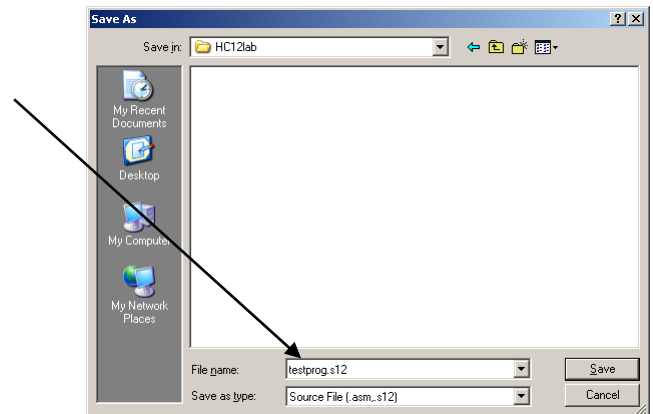 Save As
Save in: HC12lab
My Recent
Documents
Desktop
My Computer
My Network
Places
File name: testprog.s12 Save
Save as type: Source File (.asm,.s12) Cancel